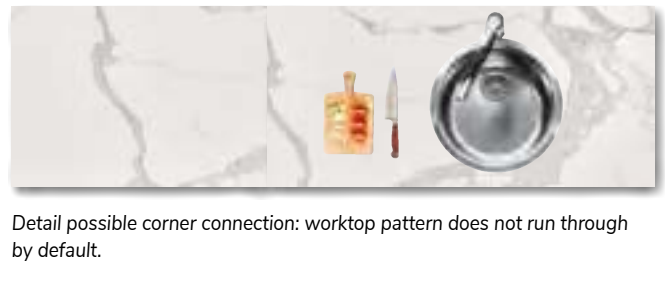 Detail possible corner connection: worktop pattern does not run through
by default.